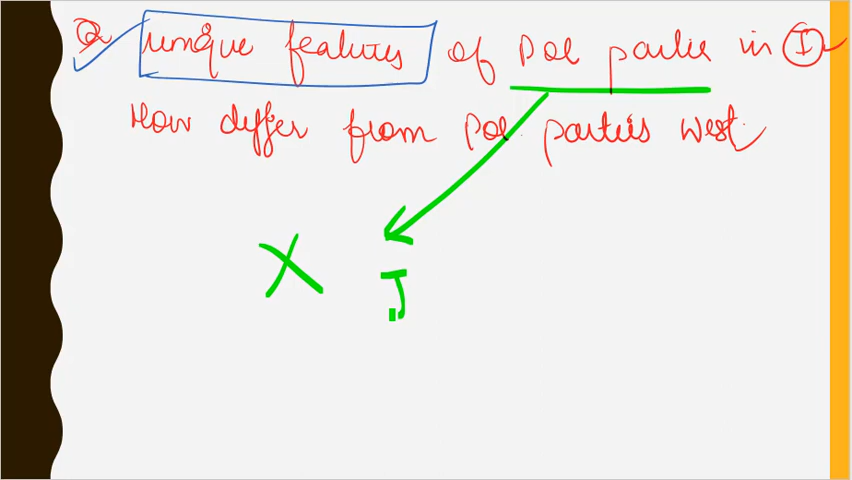 Q unique features of Pol parties in I
How differ from Pol. parties west
X I